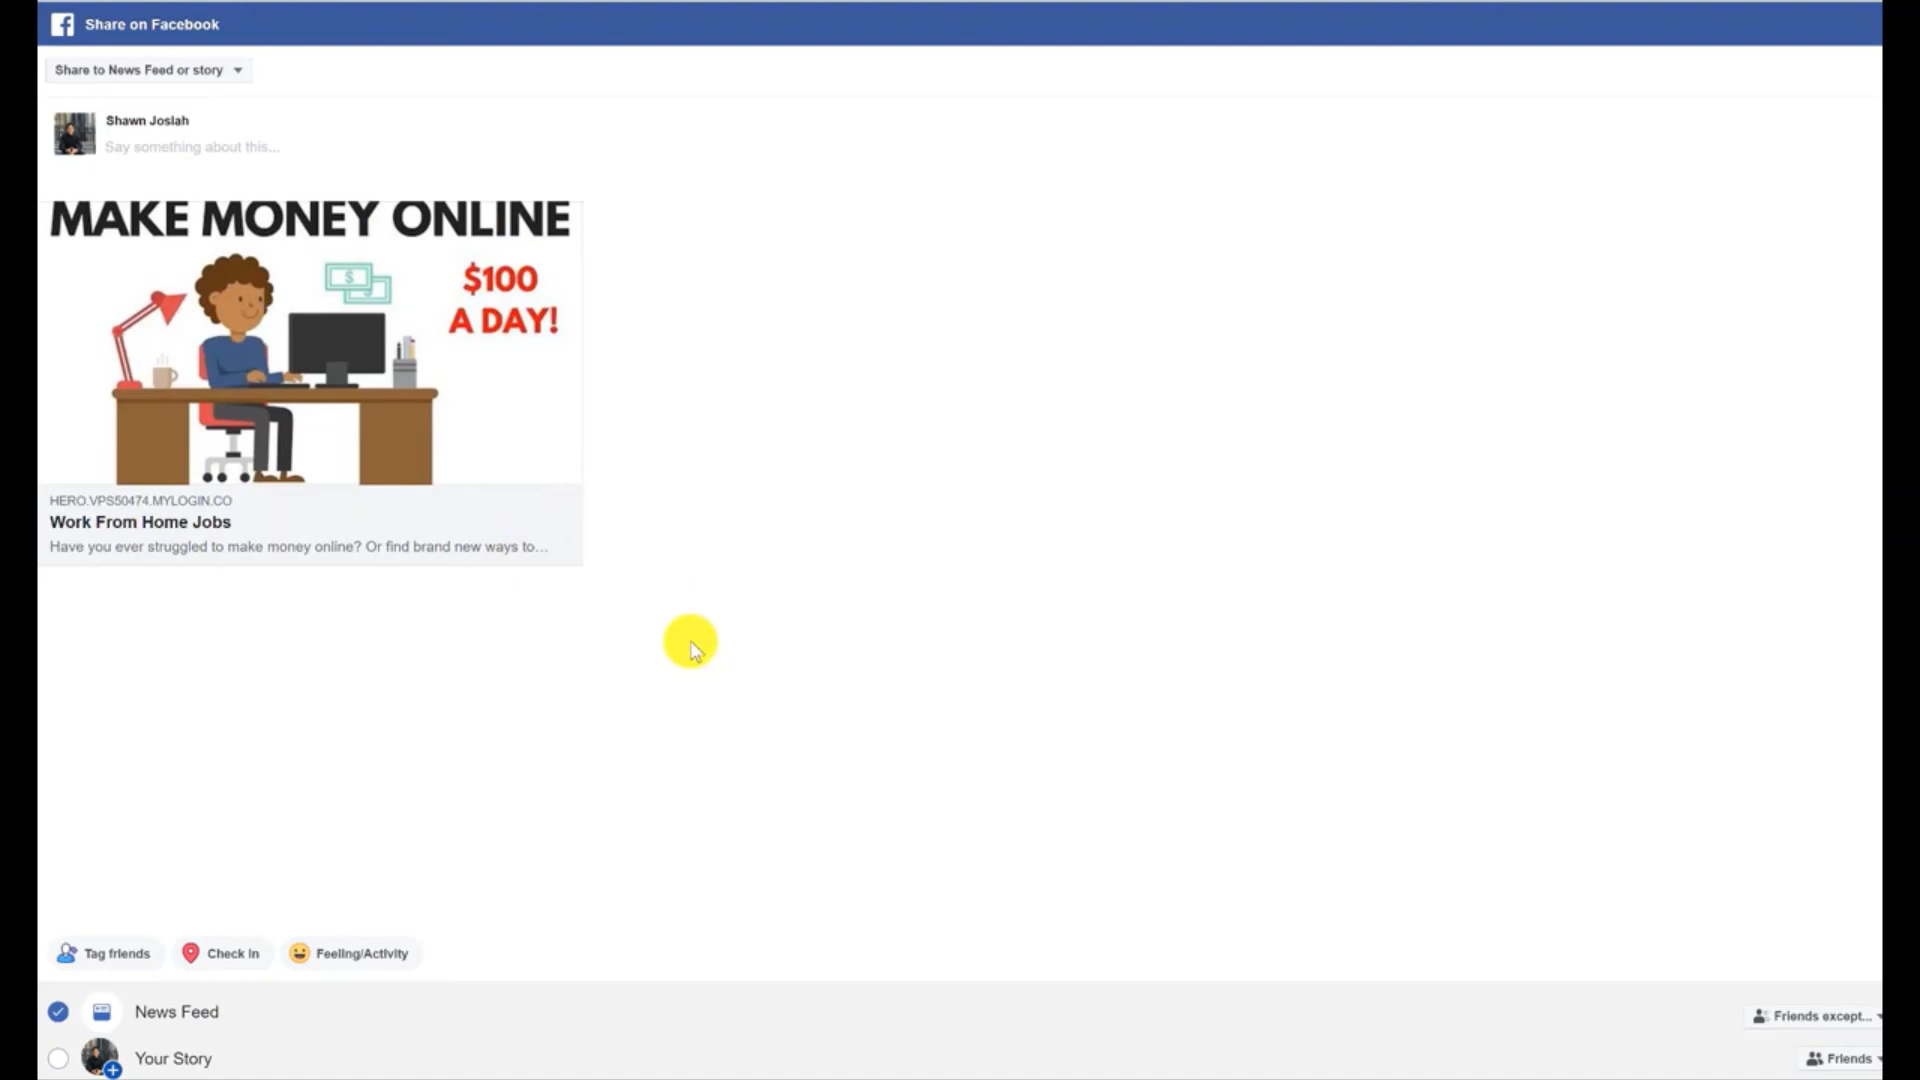 Share on Facebook
Share to News Feed or story
Shawn Josiah
Say something about this...
MAKE MONEY ONLINE
$100
A DAY!
HERO.VPS50474.MYLOGIN.CO
Work From Home Jobs
Have you ever struggled to make money online? Or find brand new ways to...
Tag friends
Check in
Feeling/Activity
News Feed
Friends except...
Your Story
Friends